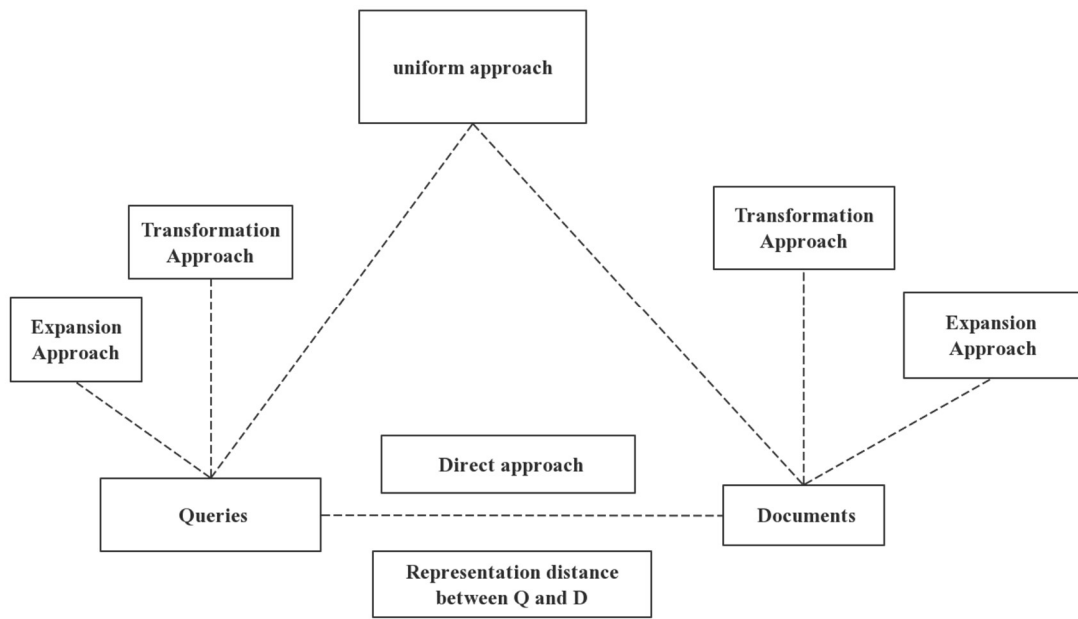 uniform approach
Transformation
Approach
Transformation
Approach
Expansion
Approach
Expansion
Approach
Direct approach
Queries
Documents
Representation distance
between Q and D